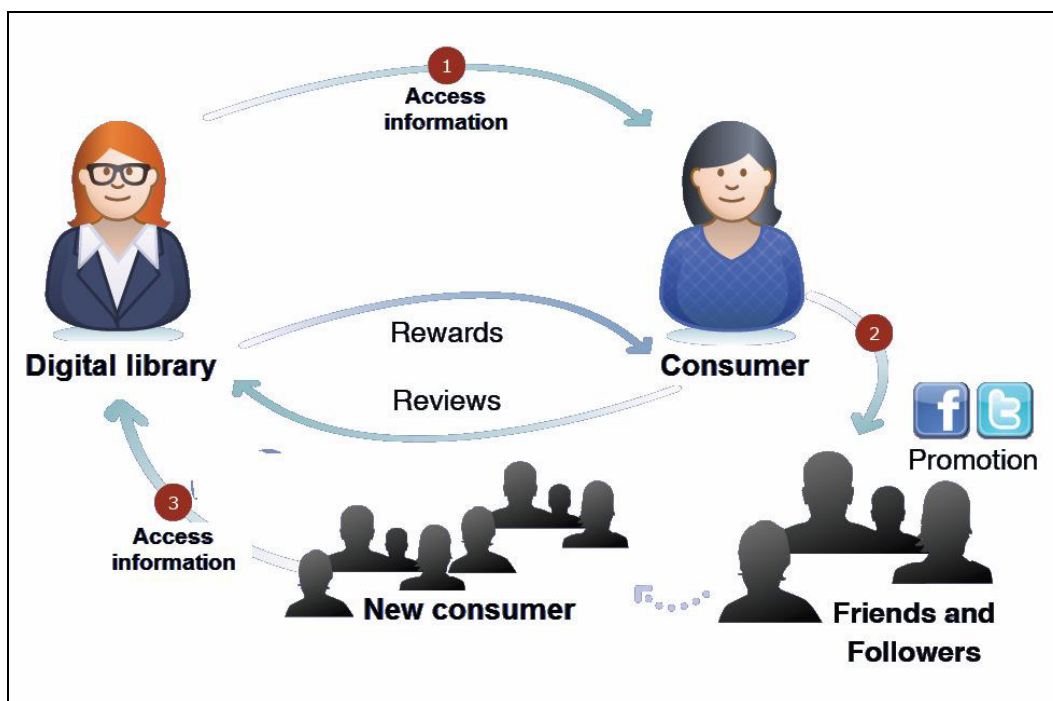 1
Access
information
Rewards
Digital library
Consumer
2
Reviews
f t
Promotion
3
Access
information
New consumer
Friends and
Followers